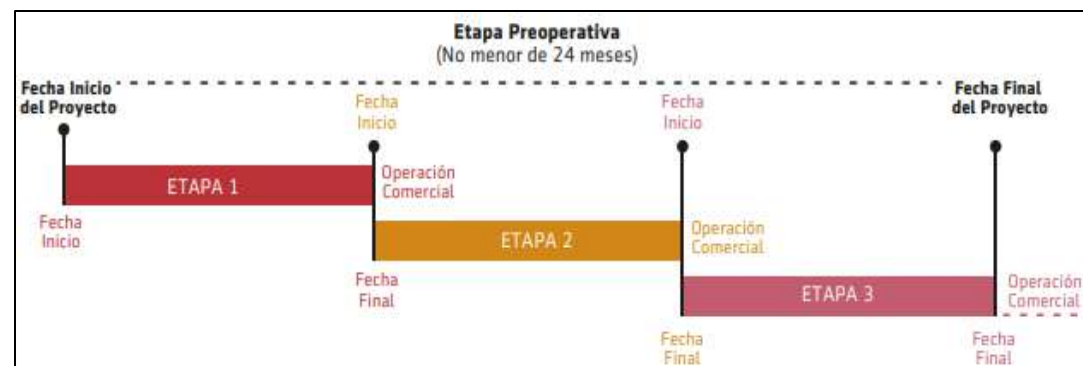 Etapa Preoperativa
(No menor de 24 meses)
Fecha Inicio
del Proyecto
Fecha
Inicio
Fecha
Inicio
Fecha Final
del Proyecto
ETAPA 1
Operación
Comercial
Fecha
Inicio
ETAPA 2
Operación
Comercial
Fecha
Final
ETAPA 3
Operación
Comercial
Fecha
Final
Fecha
Final